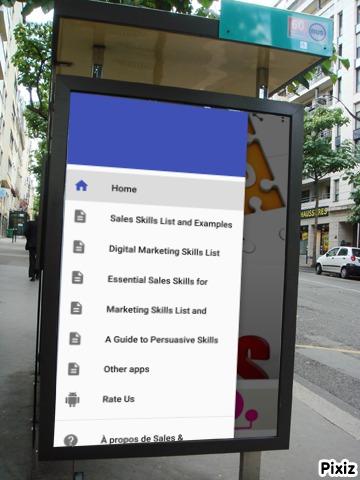 60
BUS
Home
Sales Skills List and Examples
Digital Marketing Skills List
Essential Sales Skills for
Marketing Skills List and
A Guide to Persuasive Skills
Other apps
Rate Us
À propos de Sales &
S
Pixiz